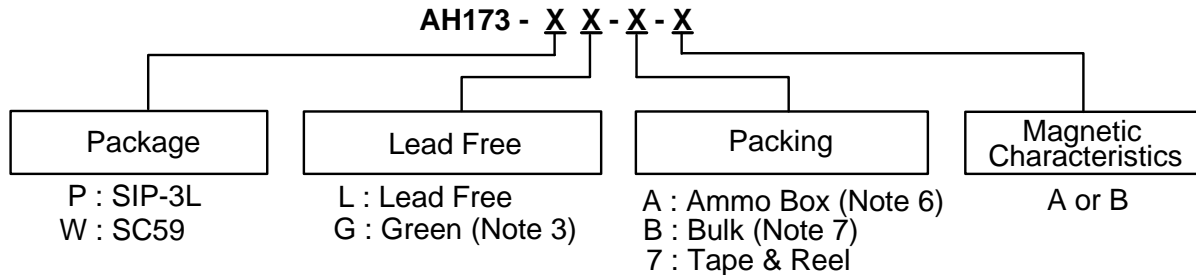 AH173 - X X - X - X
Package
Lead Free
Packing
Magnetic
Characteristics
P : SIP-3L
W : SC59
L : Lead Free
G : Green (Note 3)
A : Ammo Box (Note 6)
B : Bulk (Note 7)
7 : Tape & Reel
A or B